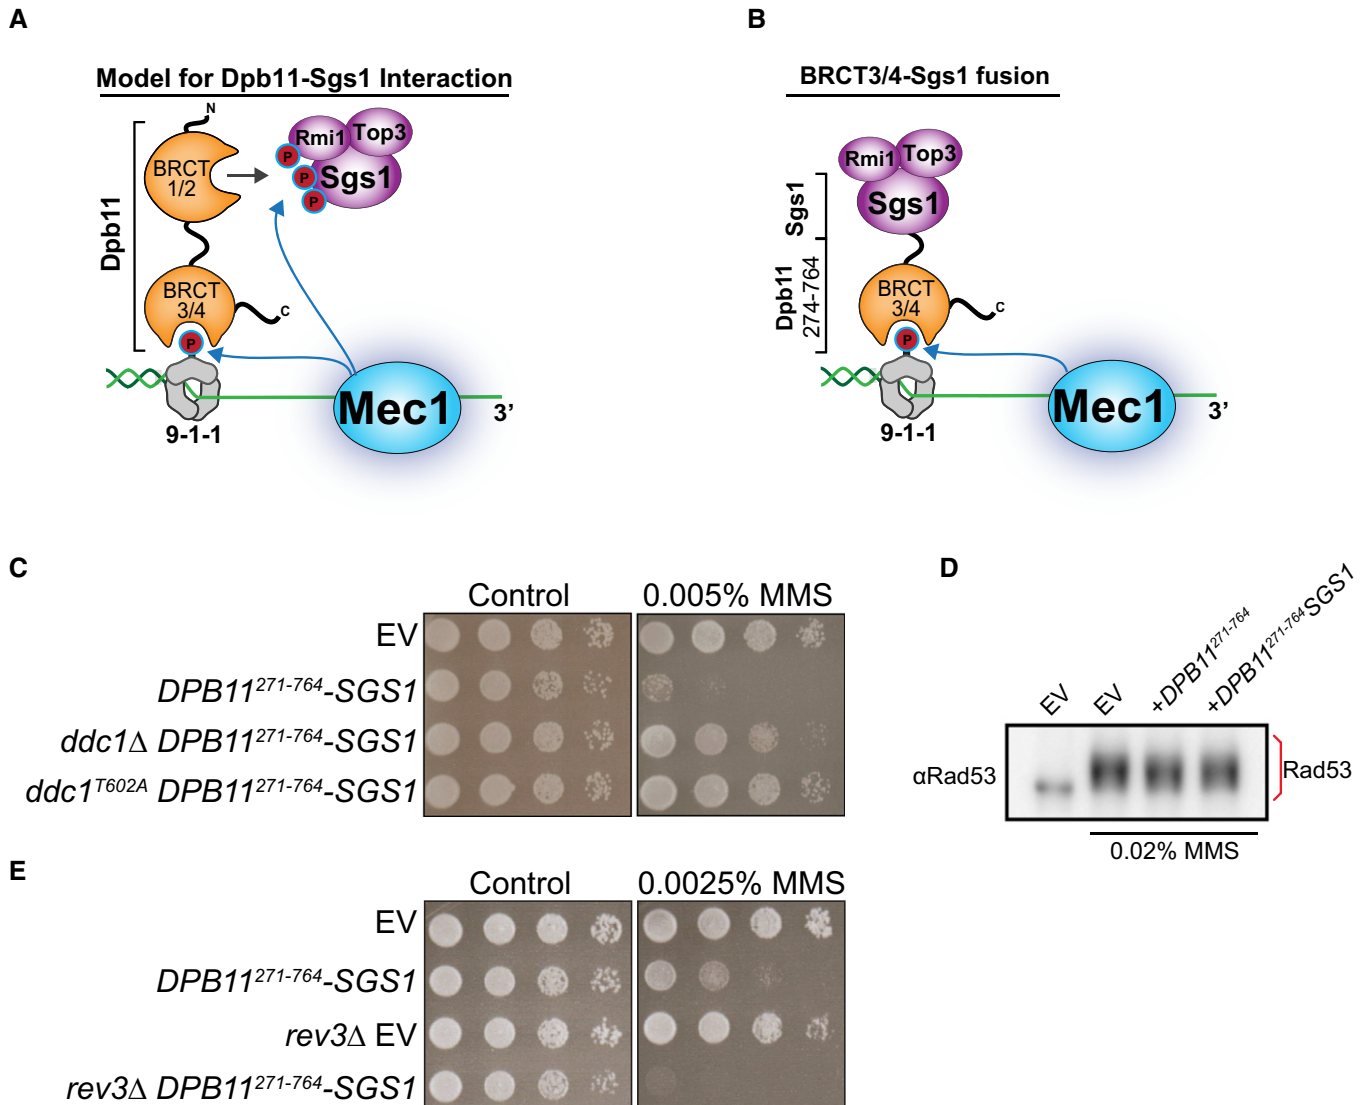 A
Model for Dpb11-Sgs1 Interaction
N
Dpb11
BRCT
1/2
Rmi1
Top3
P
P
P
Sgs1
BRCT
3/4
C
P
Mec1
3’
9-1-1
B
BRCT3/4-Sgs1 fusion
Rmi1
Top3
Sgs1
Sgs1
Dpb11
274-764
BRCT
3/4
C
P
Mec1
3’
9-1-1
C
Control
0.005% MMS
EV
DPB11²⁷¹⁻⁷⁶⁴-SGS1
ddc1Δ DPB11²⁷¹⁻⁷⁶⁴-SGS1
ddc1ᵀ⁶⁰²ᴬ DPB11²⁷¹⁻⁷⁶⁴-SGS1
D
EV
EV
+DPB11²⁷¹⁻⁷⁶⁴
+DPB11²⁷¹⁻⁷⁶⁴SGS1
αRad53
Rad53
0.02% MMS
E
Control
0.0025% MMS
EV
DPB11²⁷¹⁻⁷⁶⁴-SGS1
rev3Δ EV
rev3Δ DPB11²⁷¹⁻⁷⁶⁴-SGS1